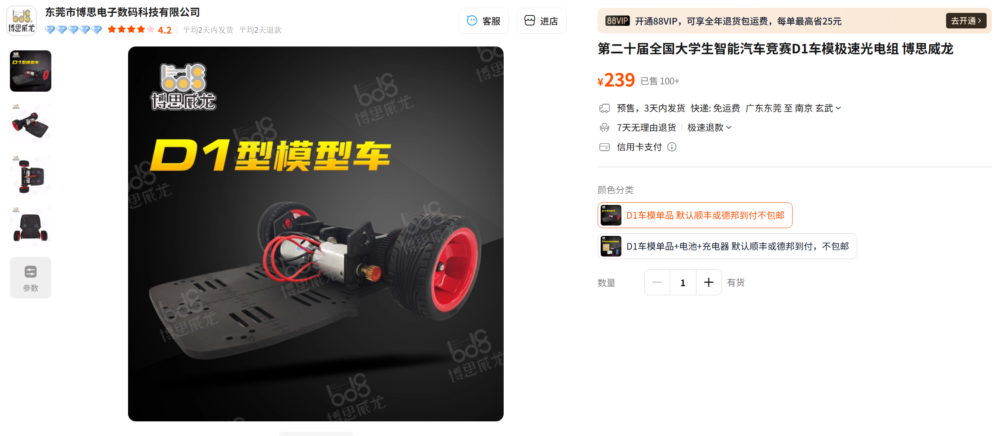 东莞市博思电子数码科技有限公司
4.2
平均2天内发货 平均2天退款
客服
进店
88VIP 开通88VIP，可享全年退货包运费，每单最高省25元
去开通
第二十届全国大学生智能汽车竞赛D1车模极速光电组 博思威龙
¥239 已售 100+
预售，3天内发货 快递: 免运费 广东东莞 至 南京 玄武
7天无理由退货 极速退款
信用卡支付
颜色分类
D1车模单品 默认顺丰或德邦到付不包邮
D1车模单品+电池+充电器 默认顺丰或德邦到付，不包邮
数量 1 有货
参数
brain
development
system
bds
博思威龙
D1型模型车